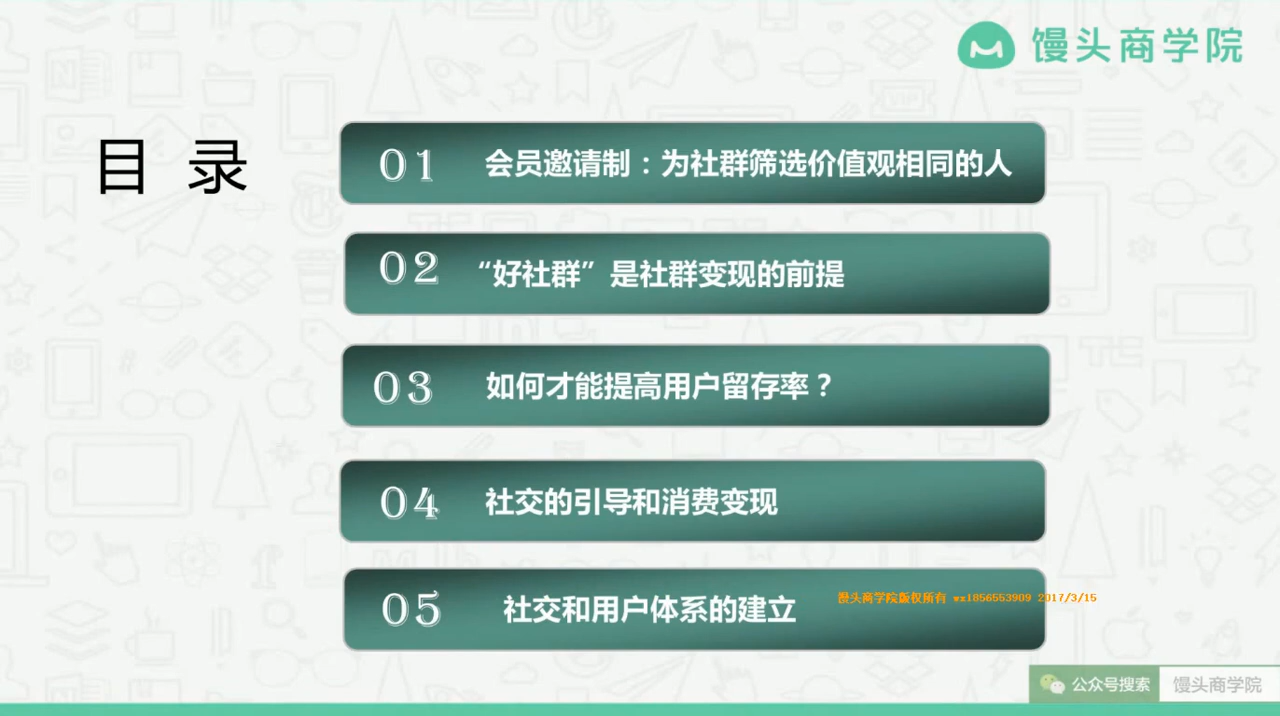 馒头商学院
目 录
01 会员邀请制：为社群筛选价值观相同的人
02 “好社群”是社群变现的前提
03 如何才能提高用户留存率？
04 社交的引导和消费变现
05 社交和用户体系的建立
馒头商学院版权所有 wz1856553909 2017/3/15
公众号搜索 馒头商学院